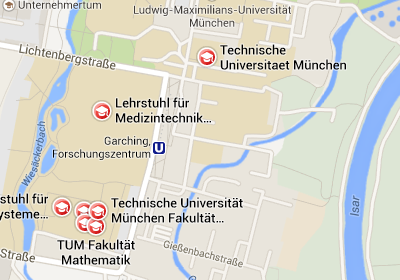 Unternehmertum
Ludwig-Maximilians-Universität
München
Lichtenbergstraße
Technische
Universitaet München
Lehrstuhl für
Medizintechnik...
Garching,
Forschungszentrum
U
Wiesäckerbach
Isar
stuhl für
ysteme...
Technische Universität
München Fakultät...
TUM Fakultät
Mathematik
Straße
Gießenbachstraße